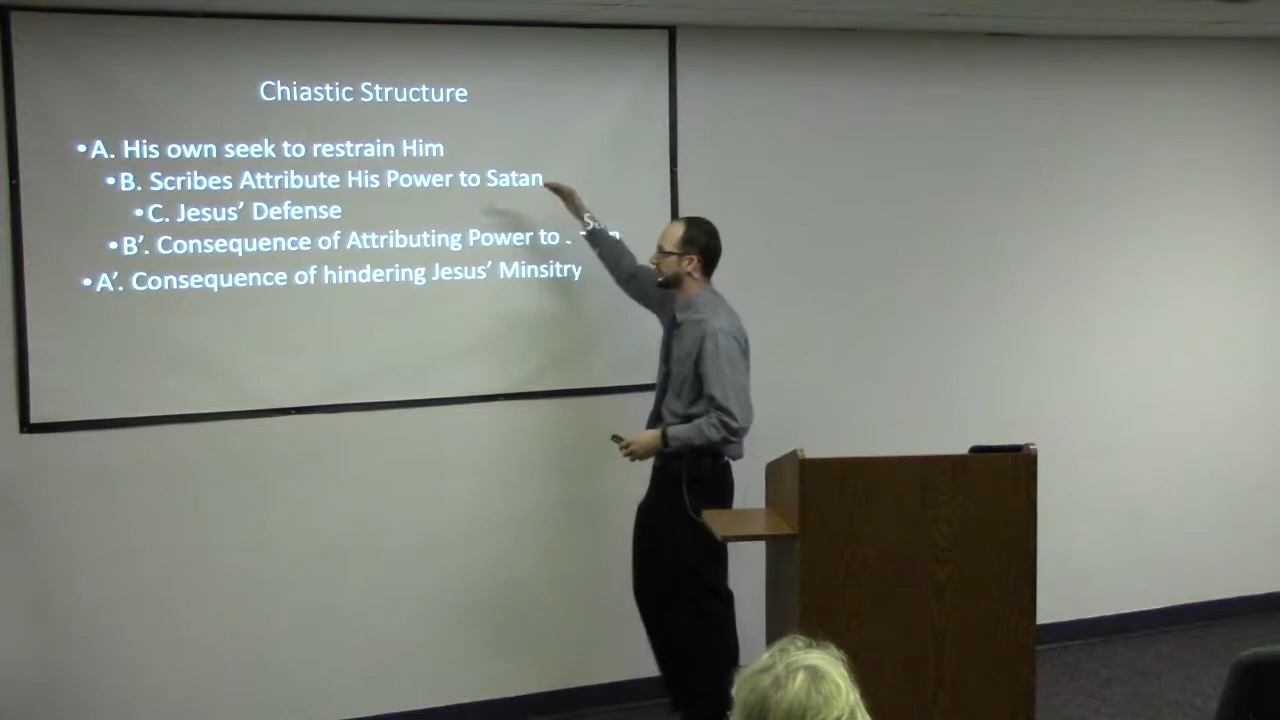 Chiastic Structure
•A. His own seek to restrain Him
•B. Scribes Attribute His Power to Satan
•C. Jesus’ Defense
•B’. Consequence of Attributing Power to
•A’. Consequence of hindering Jesus’ Minsitry